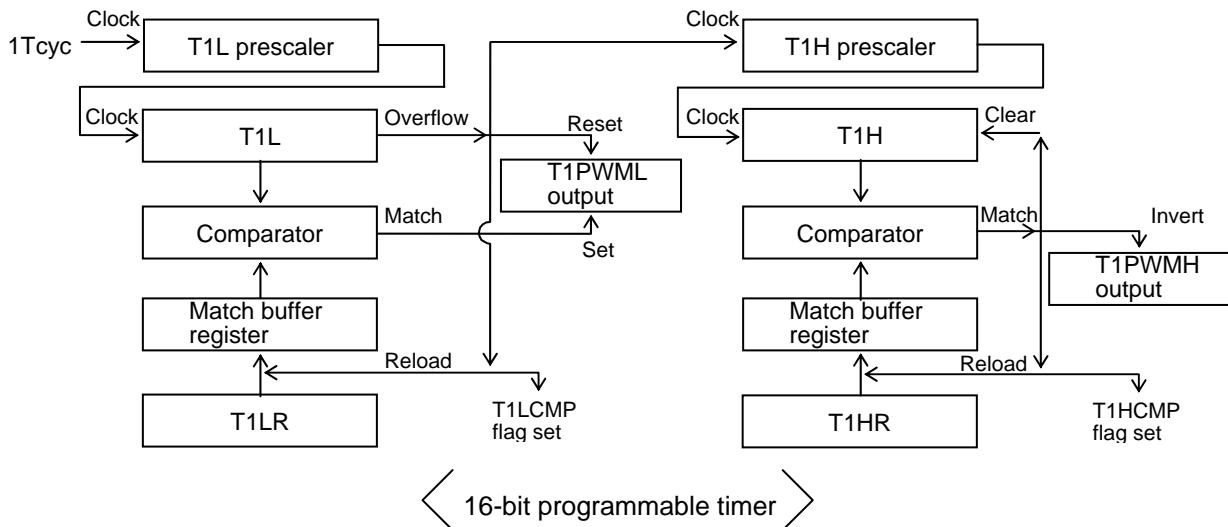 Clock
1Tcyc
T1L prescaler
Clock
T1H prescaler
Clock
T1L
Overflow
Reset
T1PWML
output
Clock
T1H
Clear
Comparator
Match
Set
Comparator
Match
Invert
T1PWMH
output
Match buffer
register
Reload
Match buffer
register
Reload
T1LR
T1LCMP
flag set
T1HR
T1HCMP
flag set
16-bit programmable timer